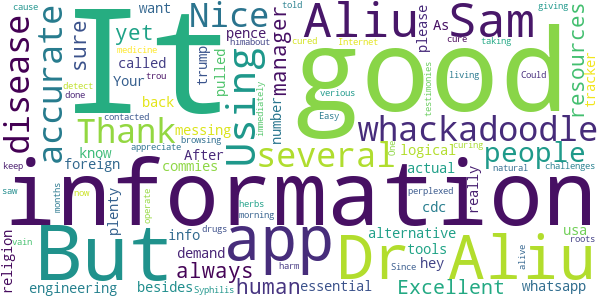 It good
information
But app Dr Aliu
Aliu Sam
Nice
Using
whackadoodle
Thank several people
disease accurate
sure yet pence
trump pulled
called
Your back messing number manager
As please
want told giving cause
himabout cured cure Internet
medicine trou
taking
detect living Could
done contacted immediately testimonies verious Easy
resources tracker
After
know foreign commies logical actual really
appreciate browsing
one curing perplexed
natural challenges
cdc
info plenty always human
demand alternative tools
usa
keep saw months now operate
herbs morning
religion vain engineering besides
Syphilis drugs harm
essential hey Since
Excellent whatsapp
alive roots